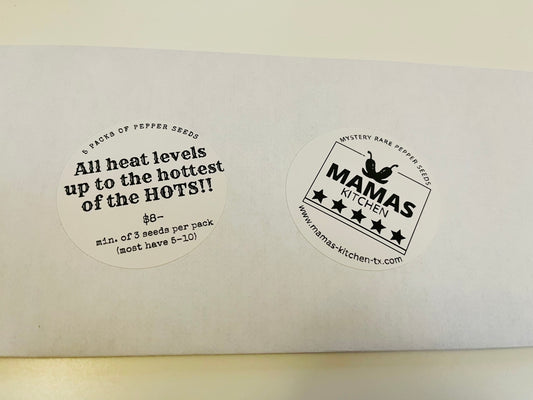 5 PACKS OF PEPPER SEEDS
All heat levels
up to the hottest
of the HOTS!!
$8-
min. of 3 seeds per pack
(most have 5-10)
MYSTERY RARE PEPPER SEEDS
MAMAS
KITCHEN
www.mamas-kitchen-tx.com